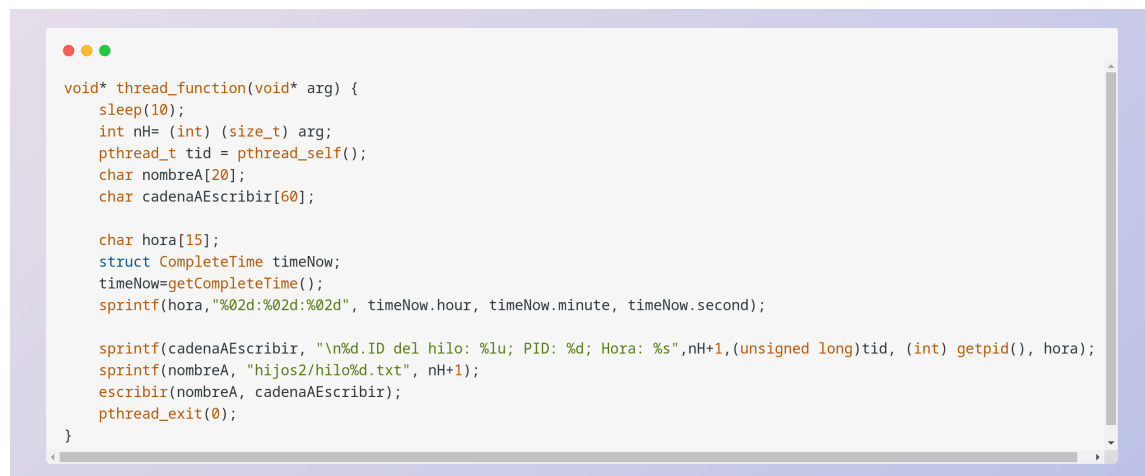 void* thread_function(void* arg) {
    sleep(10);
    int nH= (int) (size_t) arg;
    pthread_t tid = pthread_self();
    char nombreA[20];
    char cadenaAEscribir[60];

    char hora[15];
    struct CompleteTime timeNow;
    timeNow=getCompleteTime();
    sprintf(hora,"%02d:%02d:%02d", timeNow.hour, timeNow.minute, timeNow.second);

    sprintf(cadenaAEscribir, "\n%d.ID del hilo: %lu; PID: %d; Hora: %s",nH+1,(unsigned long)tid, (int) getpid(), hora);
    sprintf(nombreA, "hijos2/hilo%d.txt", nH+1);
    escribir(nombreA, cadenaAEscribir);
    pthread_exit(0);
}